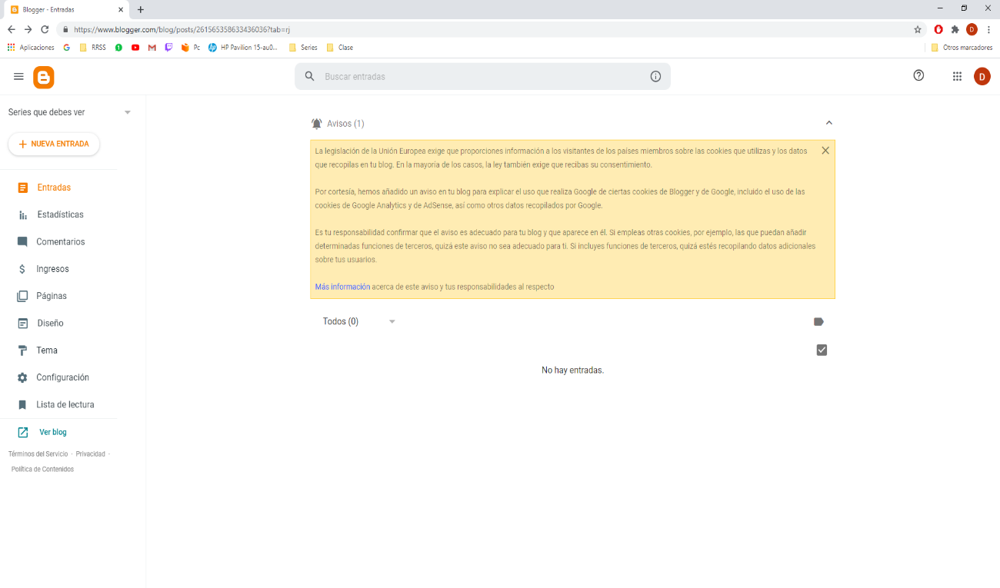 Blogger - Entradas
https://www.blogger.com/blog/posts/261565358633436036?tab=rj
D
Aplicaciones
RRSS
Pc
HP Pavilion 15-au0...
Series
Clase
Otros marcadores
Buscar entradas
D
Series que debes ver
NUEVA ENTRADA
Entradas
Estadísticas
Comentarios
Ingresos
Páginas
Diseño
Tema
Configuración
Lista de lectura
Ver blog
Términos del Servicio · Privacidad ·
Política de Contenidos
Avisos (1)
La legislación de la Unión Europea exige que proporciones información a los visitantes de los países miembros sobre las cookies que utilizas y los datos
que recopilas en tu blog. En la mayoría de los casos, la ley también exige que recibas su consentimiento.
Por cortesía, hemos añadido un aviso en tu blog para explicar el uso que realiza Google de ciertas cookies de Blogger y de Google, incluido el uso de las
cookies de Google Analytics y de AdSense, así como otros datos recopilados por Google.
Es tu responsabilidad confirmar que el aviso es adecuado para tu blog y que aparece en él. Si empleas otras cookies, por ejemplo, las que puedan añadir
determinadas funciones de terceros, quizá este aviso no sea adecuado para ti. Si incluyes funciones de terceros, quizá estés recopilando datos adicionales
sobre tus usuarios.
Más información acerca de este aviso y tus responsabilidades al respecto
Todos (0)
No hay entradas.